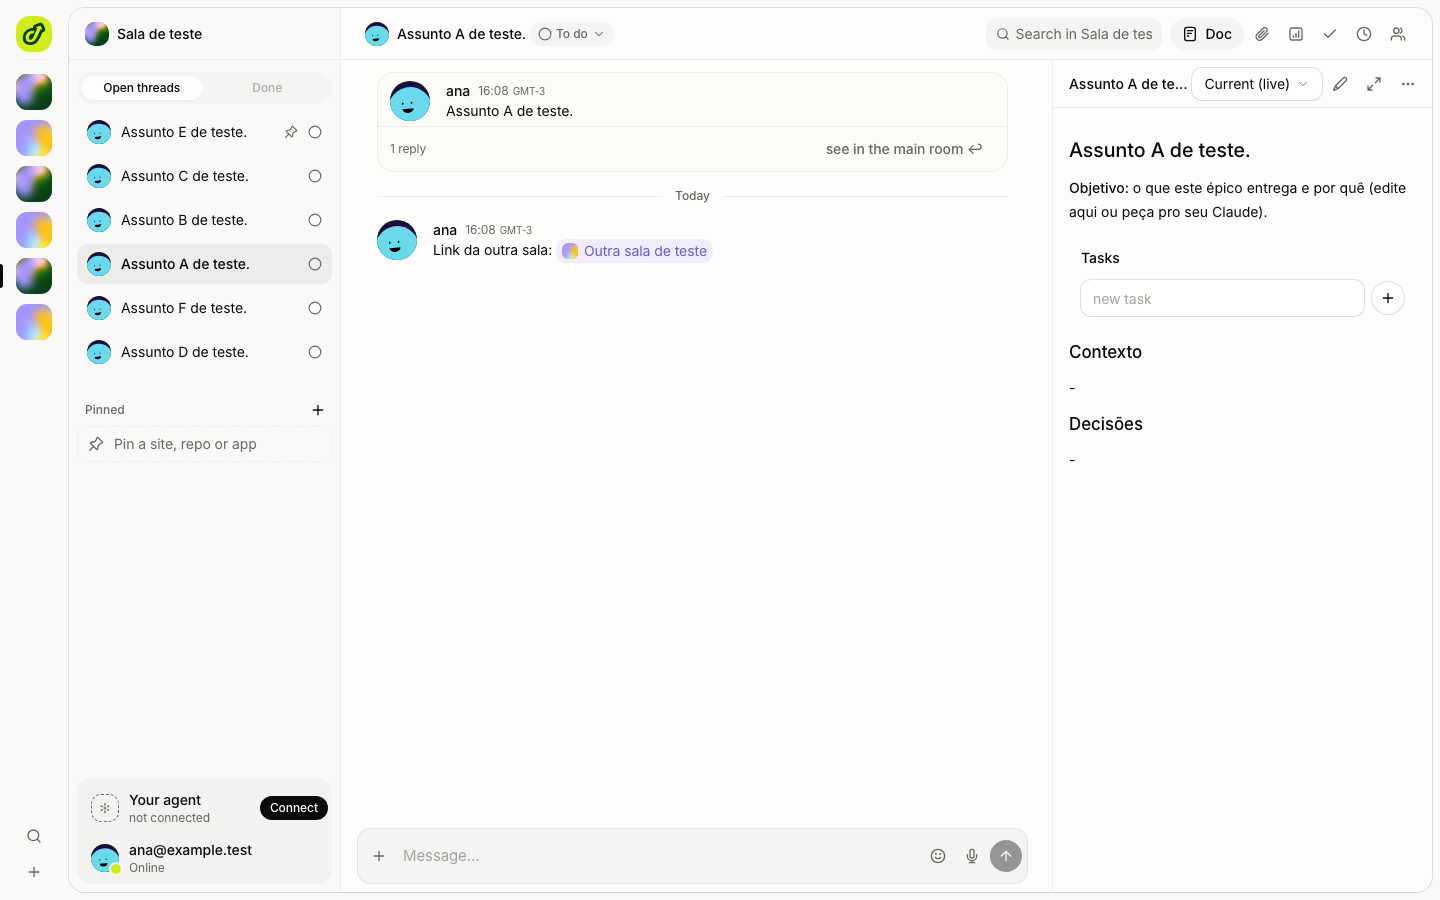 Sala de teste
Open threads
Done
Assunto E de teste.
Assunto C de teste.
Assunto B de teste.
Assunto A de teste.
Assunto F de teste.
Assunto D de teste.
Pinned
Pin a site, repo or app
Your agent
not connected
Connect
ana@example.test
Online
Assunto A de teste.
To do
Search in Sala de tes
Doc
ana 16:08 GMT-3
Assunto A de teste.
1 reply
see in the main room
Today
ana 16:08 GMT-3
Link da outra sala: Outra sala de teste
Message...
Assunto A de te...
Current (live)
Assunto A de teste.
Objetivo: o que este épico entrega e por quê (edite
aqui ou peça pro seu Claude).
Tasks
new task
Contexto
-
Decisões
-